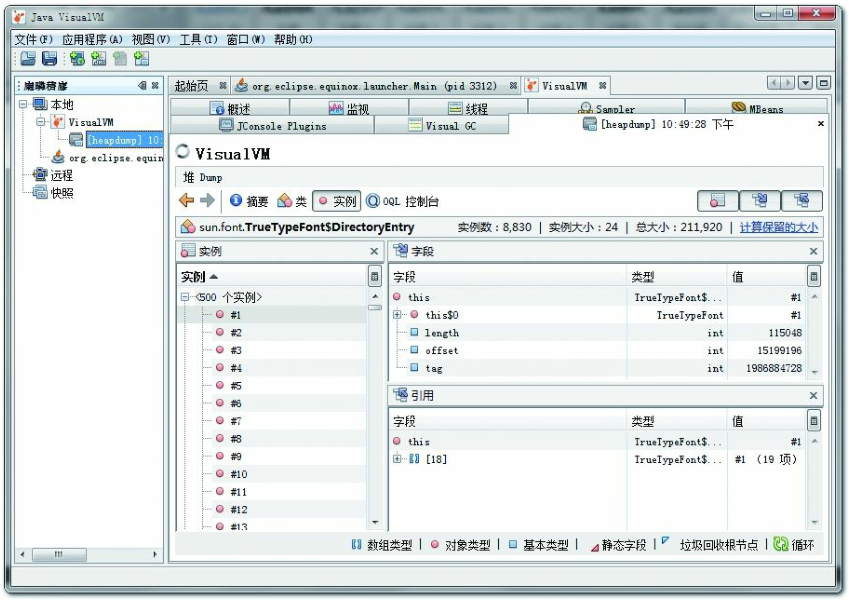 Java VisualVM
文件(F) 应用程序(A) 视图(V) 工具(T) 窗口(W) 帮助(H)
起始页 org.eclipse.equinox.launcher.Main (pid 3312) VisualVM
本地
VisualVM
[heapdump] 10:
org.eclipse.equin
远程
快照
概述 监视 线程 Sampler MBeans
JConsole Plugins Visual GC [heapdump] 10:49:28 下午
VisualVM
堆 Dump
摘要 类 实例 OQL 控制台
sun.font.TrueTypeFont$DirectoryEntry 实例数：8,830 | 实例大小：24 | 总大小：211,920 | 计算保留的大小
实例
实例
<500 个实例>
#1
#2
#3
#4
#5
#6
#7
#8
#9
#10
#11
#12
#13
字段
字段 类型 值
this TrueTypeFont$... #1
this$0 TrueTypeFont #1
length int 115048
offset int 15199196
tag int 1986884728
引用
字段 类型 值
this TrueTypeFont$... #1
[18] TrueTypeFont$... #1 (19 项)
数组类型 | 对象类型 | 基本类型 | 静态字段 | 垃圾回收根节点 | 循环